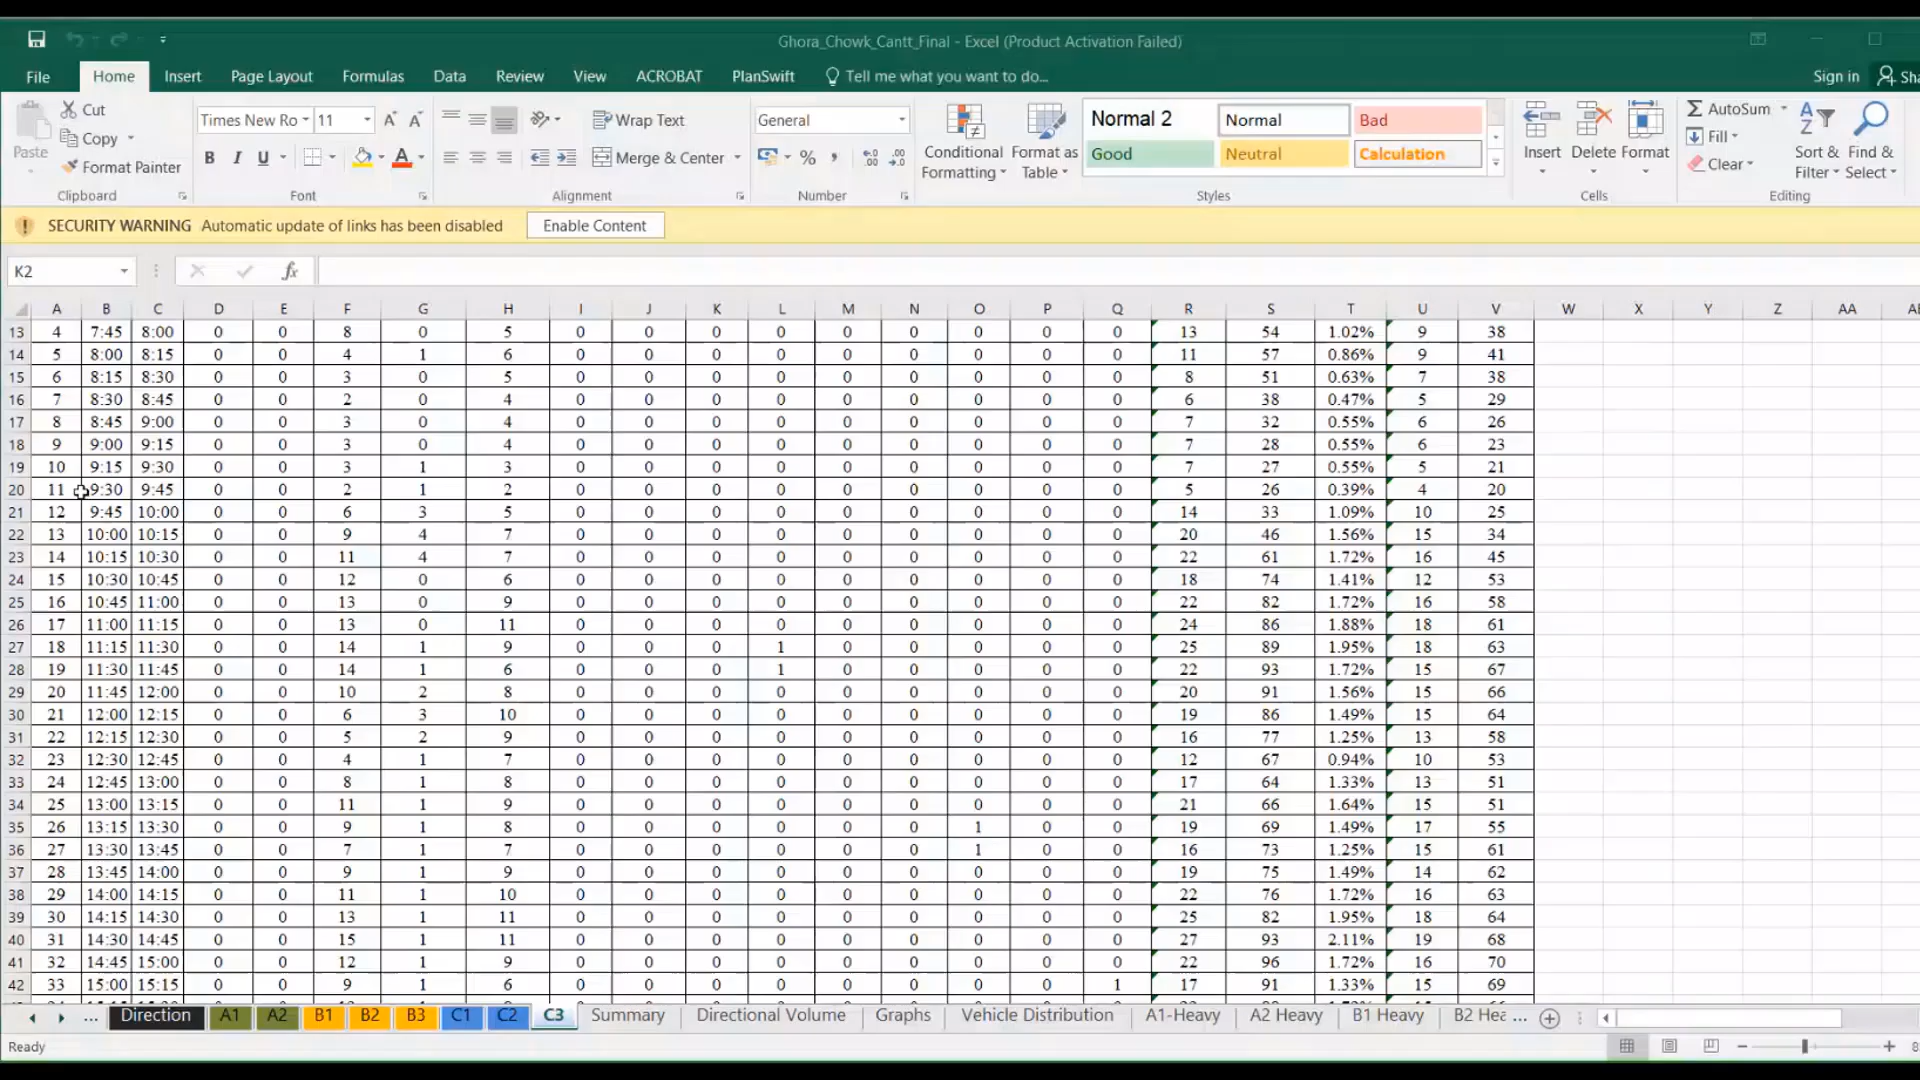 Ghora_Chowk_Cantt_Final - Excel (Product Activation Failed)
File Home Insert Page Layout Formulas Data Review View ACROBAT PlanSwift Tell me what you want to do... Sign in Sha
Paste Cut Copy Format Painter Clipboard
Times New Ro 11 B I U Font
Wrap Text Merge & Center Alignment
General % , Number
Conditional Formatting Format as Table
Normal 2 Normal Bad
Good Neutral Calculation
Styles
Insert Delete Format Cells
AutoSum Fill Clear Sort & Filter Find & Select Editing
SECURITY WARNING Automatic update of links has been disabled Enable Content
K2 fx
A B C D E F G H I J K L M N O P Q R S T U V W X Y Z AA AE
13 4 7:45 8:00 0 0 8 0 5 0 0 0 0 0 0 0 0 0 13 54 1.02% 9 38
14 5 8:00 8:15 0 0 4 1 6 0 0 0 0 0 0 0 0 0 11 57 0.86% 9 41
15 6 8:15 8:30 0 0 3 0 5 0 0 0 0 0 0 0 0 0 8 51 0.63% 7 38
16 7 8:30 8:45 0 0 2 0 4 0 0 0 0 0 0 0 0 0 6 38 0.47% 5 29
17 8 8:45 9:00 0 0 3 0 4 0 0 0 0 0 0 0 0 0 7 32 0.55% 6 26
18 9 9:00 9:15 0 0 3 0 4 0 0 0 0 0 0 0 0 0 7 28 0.55% 6 23
19 10 9:15 9:30 0 0 3 1 3 0 0 0 0 0 0 0 0 0 7 27 0.55% 5 21
20 11 9:30 9:45 0 0 2 1 2 0 0 0 0 0 0 0 0 0 5 26 0.39% 4 20
21 12 9:45 10:00 0 0 6 3 5 0 0 0 0 0 0 0 0 0 14 33 1.09% 10 25
22 13 10:00 10:15 0 0 9 4 7 0 0 0 0 0 0 0 0 0 20 46 1.56% 15 34
23 14 10:15 10:30 0 0 11 4 7 0 0 0 0 0 0 0 0 0 22 61 1.72% 16 45
24 15 10:30 10:45 0 0 12 0 6 0 0 0 0 0 0 0 0 0 18 74 1.41% 12 53
25 16 10:45 11:00 0 0 13 0 9 0 0 0 0 0 0 0 0 0 22 82 1.72% 16 58
26 17 11:00 11:15 0 0 13 0 11 0 0 0 0 0 0 0 0 0 24 86 1.88% 18 61
27 18 11:15 11:30 0 0 14 1 9 0 0 0 1 0 0 0 0 0 25 89 1.95% 18 63
28 19 11:30 11:45 0 0 14 1 6 0 0 0 1 0 0 0 0 0 22 93 1.72% 15 67
29 20 11:45 12:00 0 0 10 2 8 0 0 0 0 0 0 0 0 0 20 91 1.56% 15 66
30 21 12:00 12:15 0 0 6 3 10 0 0 0 0 0 0 0 0 0 19 86 1.49% 15 64
31 22 12:15 12:30 0 0 5 2 9 0 0 0 0 0 0 0 0 0 16 77 1.25% 13 58
32 23 12:30 12:45 0 0 4 1 7 0 0 0 0 0 0 0 0 0 12 67 0.94% 10 53
33 24 12:45 13:00 0 0 8 1 8 0 0 0 0 0 0 0 0 0 17 64 1.33% 13 51
34 25 13:00 13:15 0 0 11 1 9 0 0 0 0 0 0 0 0 0 21 66 1.64% 15 51
35 26 13:15 13:30 0 0 9 1 8 0 0 0 0 0 0 1 0 0 19 69 1.49% 17 55
36 27 13:30 13:45 0 0 7 1 7 0 0 0 0 0 0 1 0 0 16 73 1.25% 15 61
37 28 13:45 14:00 0 0 9 1 9 0 0 0 0 0 0 0 0 0 19 75 1.49% 14 62
38 29 14:00 14:15 0 0 11 1 10 0 0 0 0 0 0 0 0 0 22 76 1.72% 16 63
39 30 14:15 14:30 0 0 13 1 11 0 0 0 0 0 0 0 0 0 25 82 1.95% 18 64
40 31 14:30 14:45 0 0 15 1 11 0 0 0 0 0 0 0 0 0 27 93 2.11% 19 68
41 32 14:45 15:00 0 0 12 1 9 0 0 0 0 0 0 0 0 0 22 96 1.72% 16 70
42 33 15:00 15:15 0 0 9 1 6 0 0 0 0 0 0 0 0 1 17 91 1.33% 15 69
... Direction A1 A2 B1 B2 B3 C1 C2 C3 Summary Directional Volume Graphs Vehicle Distribution A1-Heavy A2 Heavy B1 Heavy B2 Hea ...
Ready 8